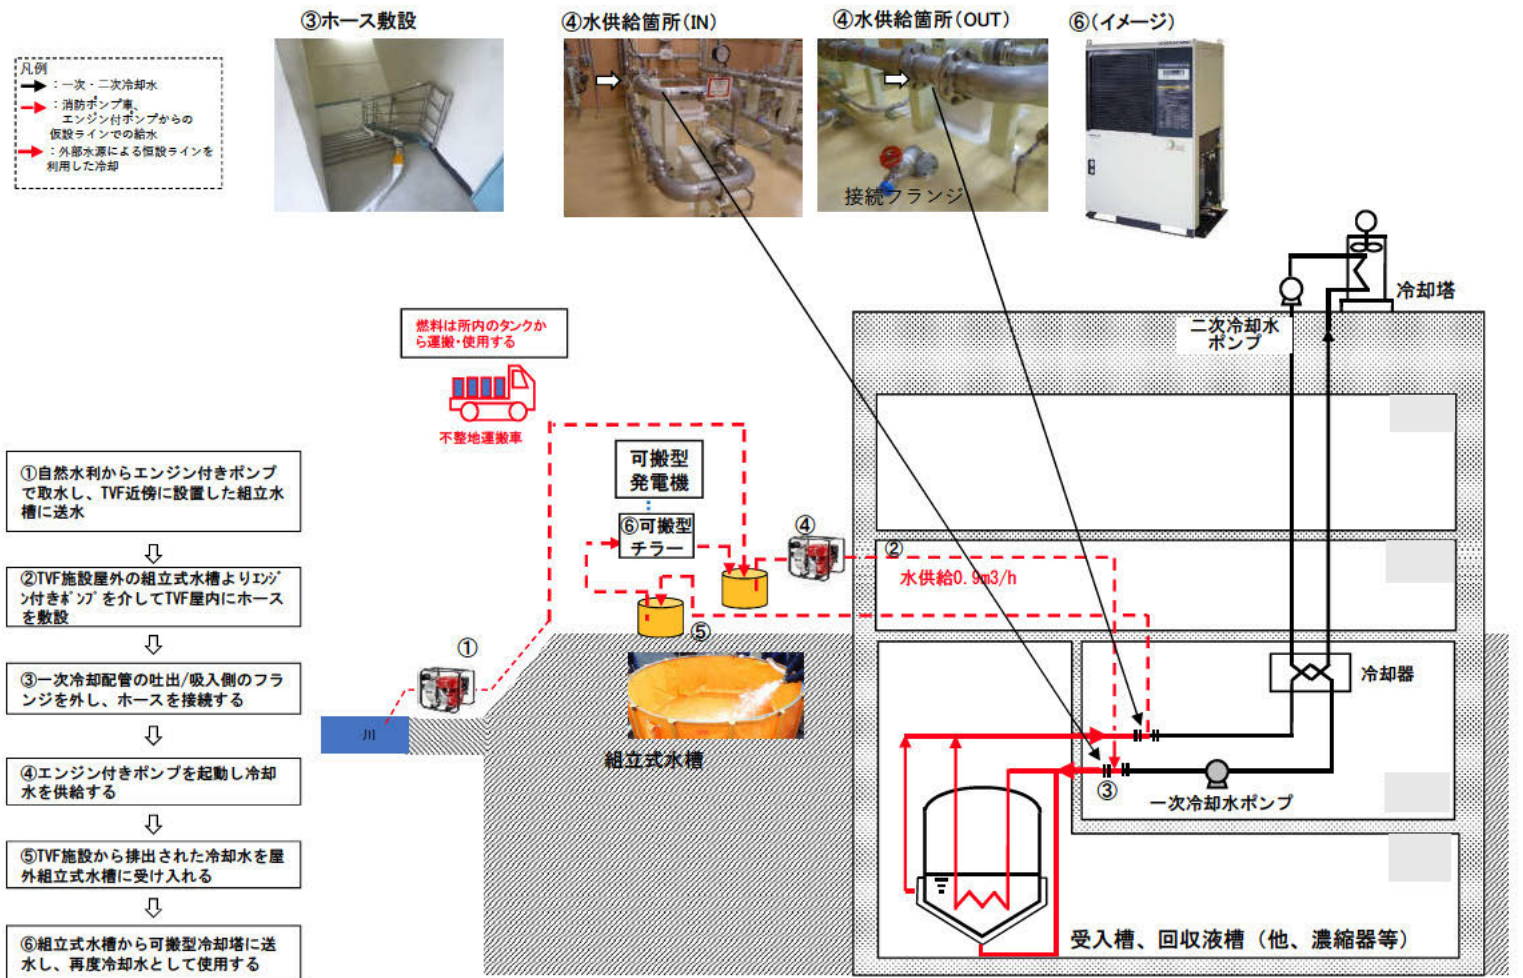 ③ホース敷設
④水供給箇所(IN)
④水供給箇所(OUT)
⑥(イメージ)
凡例
：一次・二次冷却水
：消防ポンプ車、
エンジン付ポンプからの
仮設ラインでの給水
：外部水源による恒設ラインを
利用した冷却
接続フランジ
冷却塔
二次冷却水
ポンプ
燃料は所内のタンクか
ら運搬・使用する
不整地運搬車
可搬型
発電機
⑥可搬型
チラー
④
②
水供給0.9m3/h
①
⑤
川
組立式水槽
冷却器
③
一次冷却水ポンプ
受入槽、回収液槽（他、濃縮器等）
①自然水利からエンジン付きポンプ
で取水し、TVF近傍に設置した組立水
槽に送水
②TVF施設屋外の組立式水槽よりｴﾝｼﾞ
ﾝ付きﾎﾟﾝﾌﾟを介してTVF屋内にホース
を敷設
③一次冷却配管の吐出/吸入側のフラ
ンジを外し、ホースを接続する
④エンジン付きポンプを起動し冷却
水を供給する
⑤TVF施設から排出された冷却水を屋
外組立式水槽に受け入れる
⑥組立式水槽から可搬型冷却塔に送
水し、再度冷却水として使用する